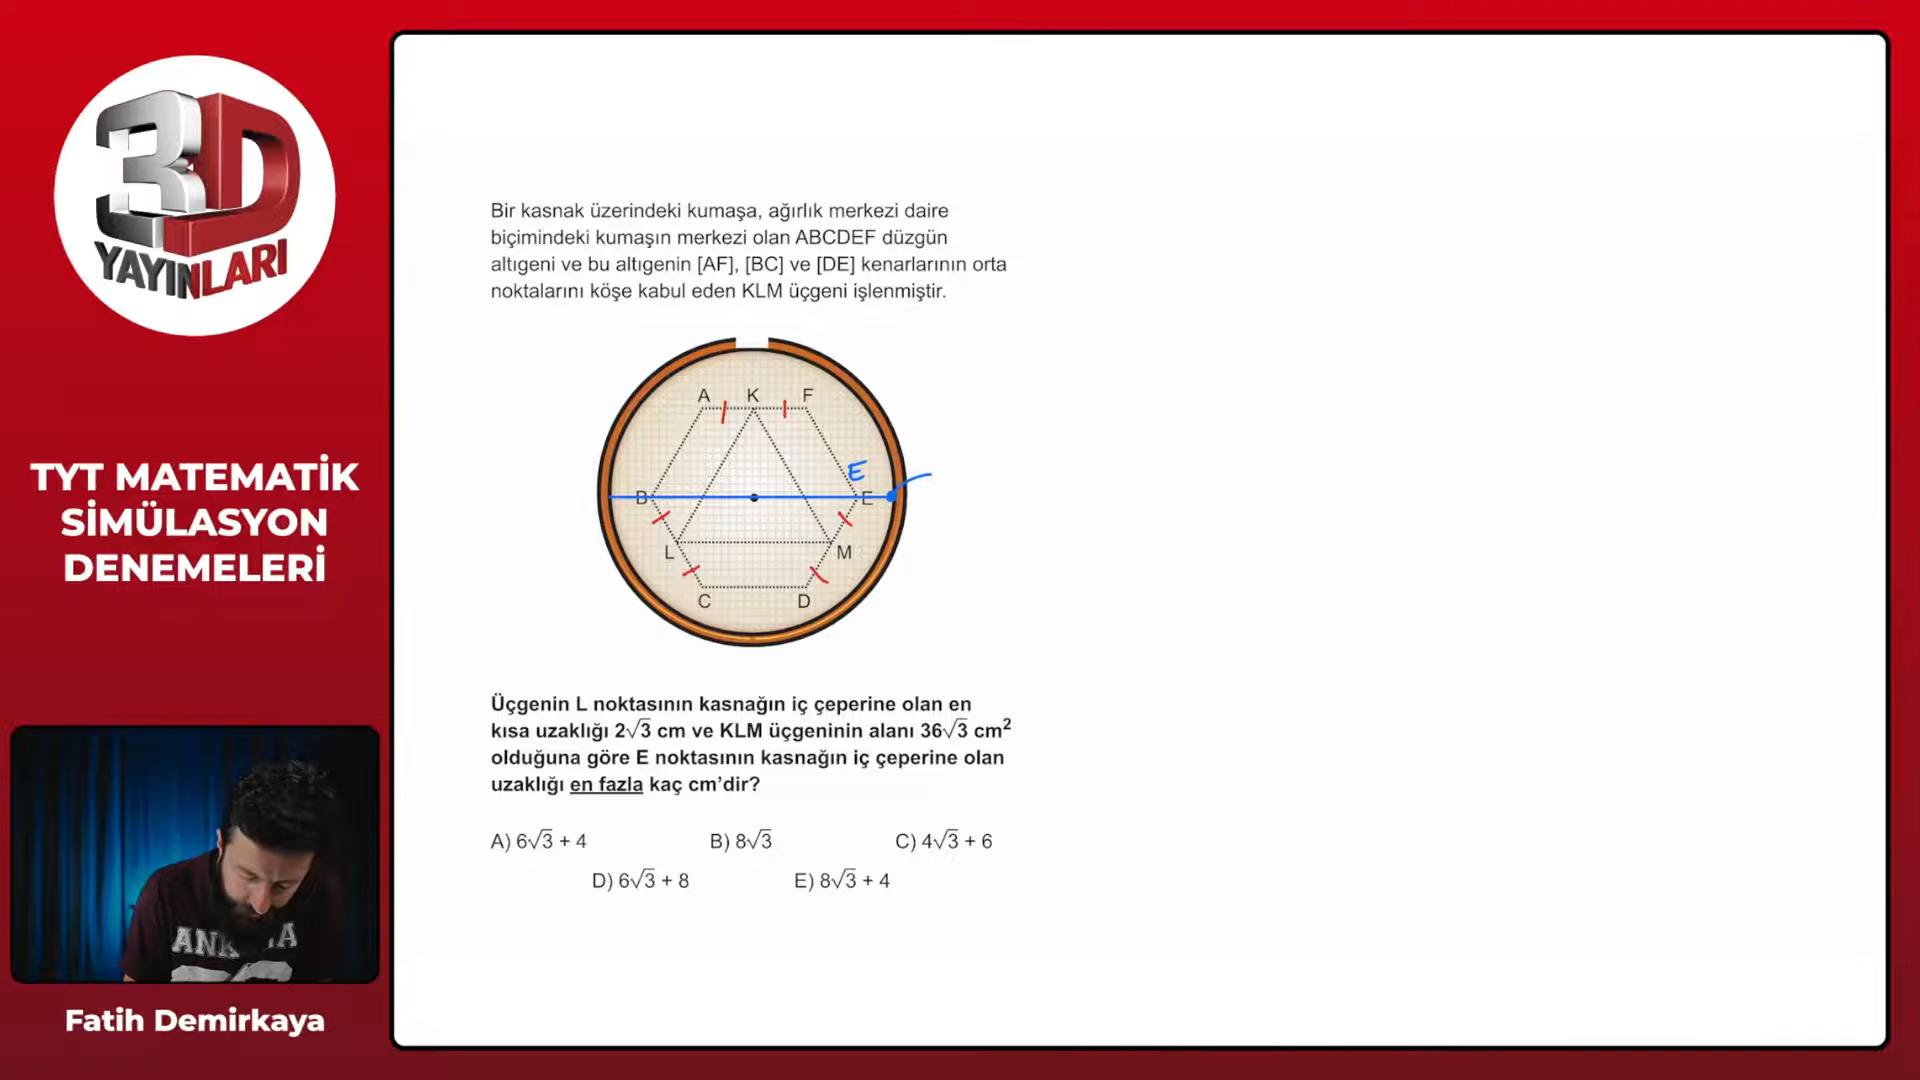 3D
YAYINLARI
TYT MATEMATİK
SİMÜLASYON
DENEMELERİ
Fatih Demirkaya
Bir kasnak üzerindeki kumaşa, ağırlık merkezi daire
biçimindeki kumaşın merkezi olan ABCDEF düzgün
altıgeni ve bu altıgenin [AF], [BC] ve [DE] kenarlarının orta
noktalarını köşe kabul eden KLM üçgeni işlenmiştir.
A K F
E
B E
L M
C D
Üçgenin L noktasının kasnağın iç çeperine olan en
kısa uzaklığı 2√3 cm ve KLM üçgeninin alanı 36√3 cm²
olduğuna göre E noktasının kasnağın iç çeperine olan
uzaklığı en fazla kaç cm'dir?
A) 6√3 + 4 B) 8√3 C) 4√3 + 6
D) 6√3 + 8 E) 8√3 + 4